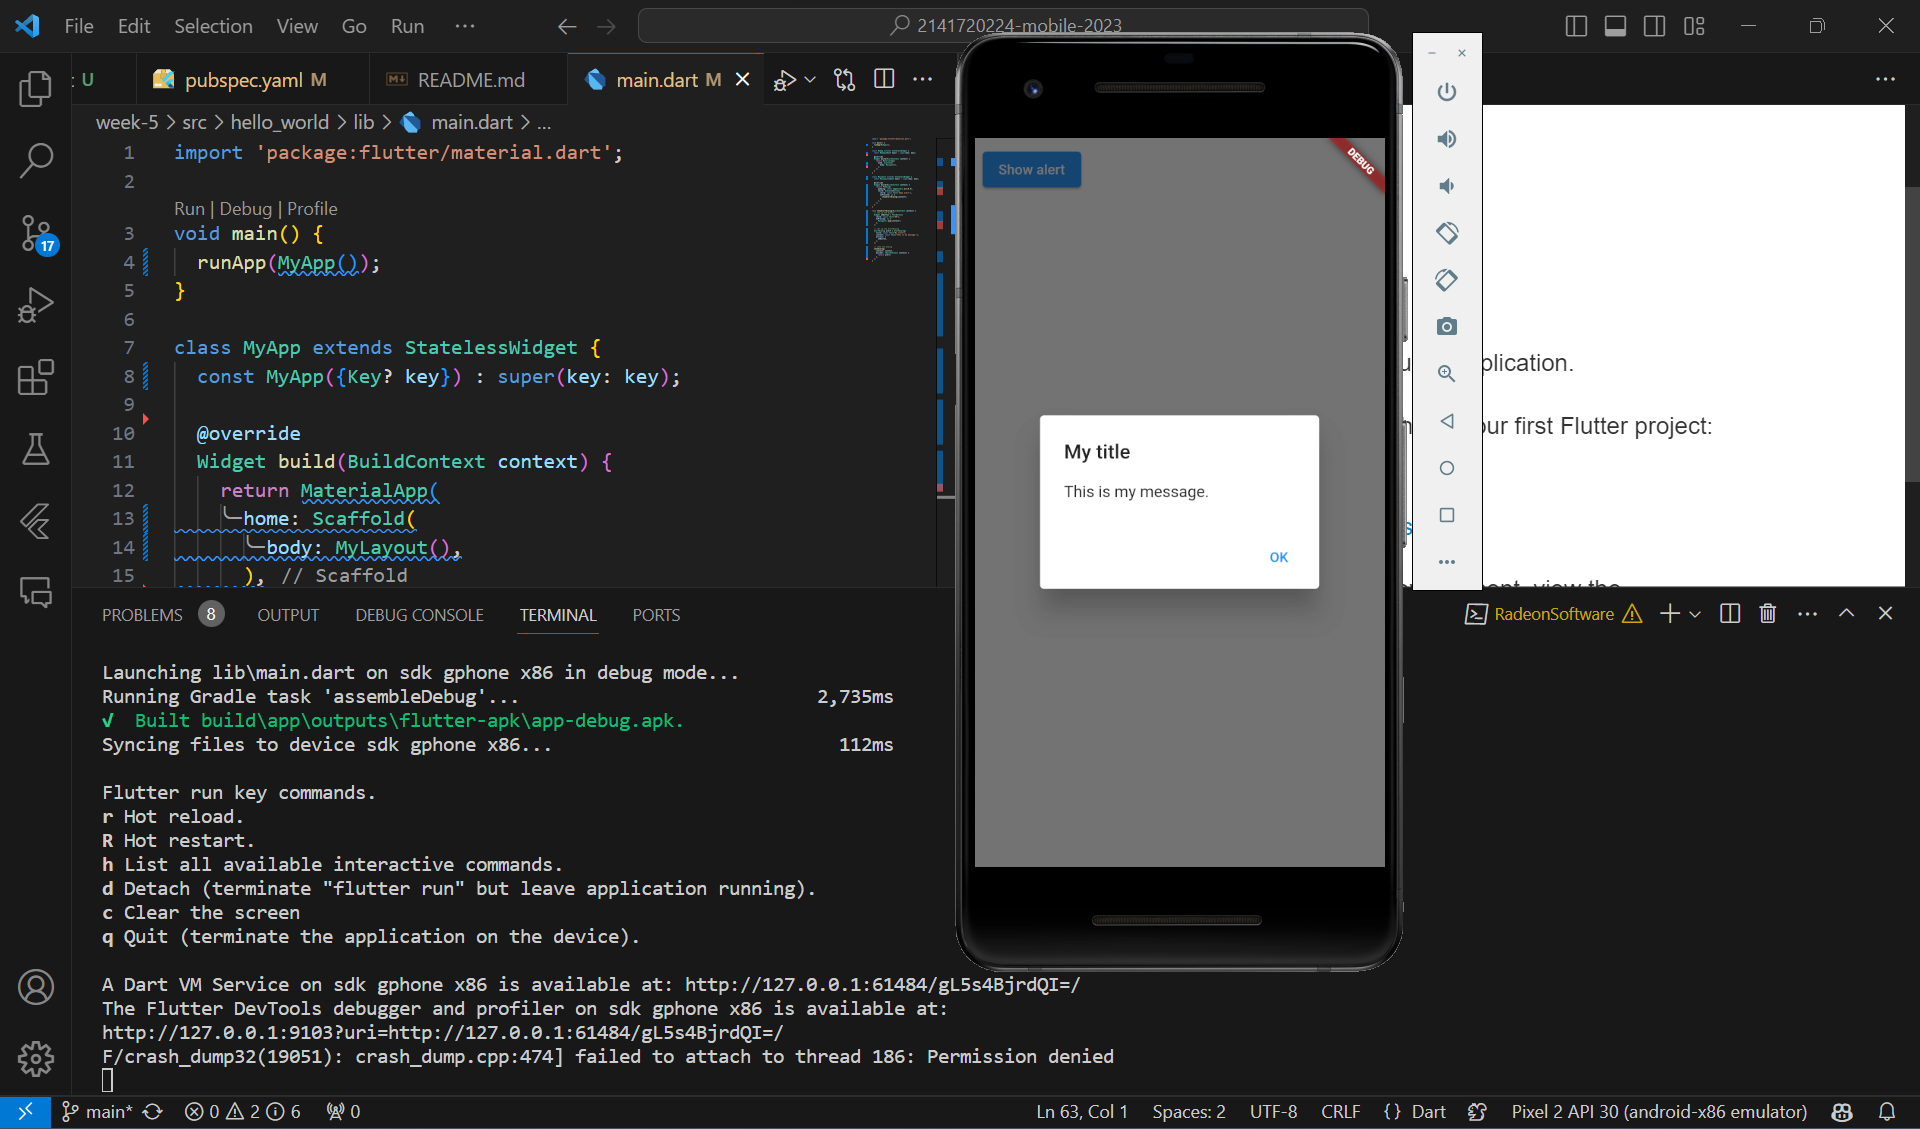 File Edit Selection View Go Run ···
2141720224-mobile-2023
U
pubspec.yaml M
README.md
main.dart M
week-5 > src > hello_world > lib > main.dart > ...
1 import 'package:flutter/material.dart';
2
Run | Debug | Profile
3 void main() {
4 runApp(MyApp());
5 }
6
7 class MyApp extends StatelessWidget {
8 const MyApp({Key? key}) : super(key: key);
9
10 @override
11 Widget build(BuildContext context) {
12 return MaterialApp(
13 home: Scaffold(
14 body: MyLayout(),
15 ), // Scaffold
17
Show alert
DEBUG
My title
This is my message.
OK
plication.
our first Flutter project:
view the
PROBLEMS 8 OUTPUT DEBUG CONSOLE TERMINAL PORTS
RadeonSoftware
Launching lib\main.dart on sdk gphone x86 in debug mode...
Running Gradle task 'assembleDebug'... 2,735ms
√ Built build\app\outputs\flutter-apk\app-debug.apk.
Syncing files to device sdk gphone x86... 112ms
Flutter run key commands.
r Hot reload.
R Hot restart.
h List all available interactive commands.
d Detach (terminate "flutter run" but leave application running).
c Clear the screen
q Quit (terminate the application on the device).
A Dart VM Service on sdk gphone x86 is available at: http://127.0.0.1:61484/gL5s4BjrdQI=/
The Flutter DevTools debugger and profiler on sdk gphone x86 is available at:
http://127.0.0.1:9103?uri=http://127.0.0.1:61484/gL5s4BjrdQI=/
F/crash_dump32(19051): crash_dump.cpp:474] failed to attach to thread 186: Permission denied
main* 0 2 6 0
Ln 63, Col 1 Spaces: 2 UTF-8 CRLF {} Dart Pixel 2 API 30 (android-x86 emulator)